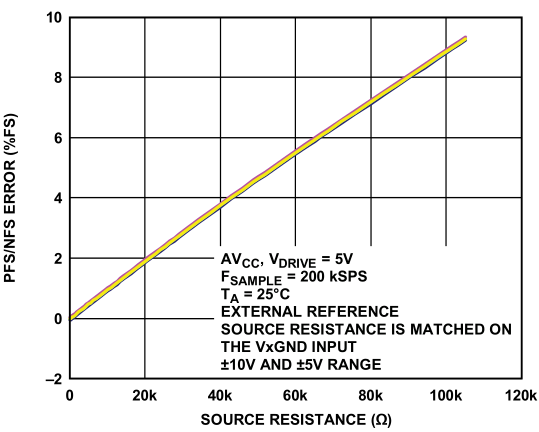 10
8
6
4
2
0
–2
PFS/NFS ERROR (%FS)
AVCC, VDRIVE = 5V
FSAMPLE = 200 kSPS
TA = 25°C
EXTERNAL REFERENCE
SOURCE RESISTANCE IS MATCHED ON
THE VxGND INPUT
±10V AND ±5V RANGE
0 20k 40k 60k 80k 100k 120k
SOURCE RESISTANCE (Ω)